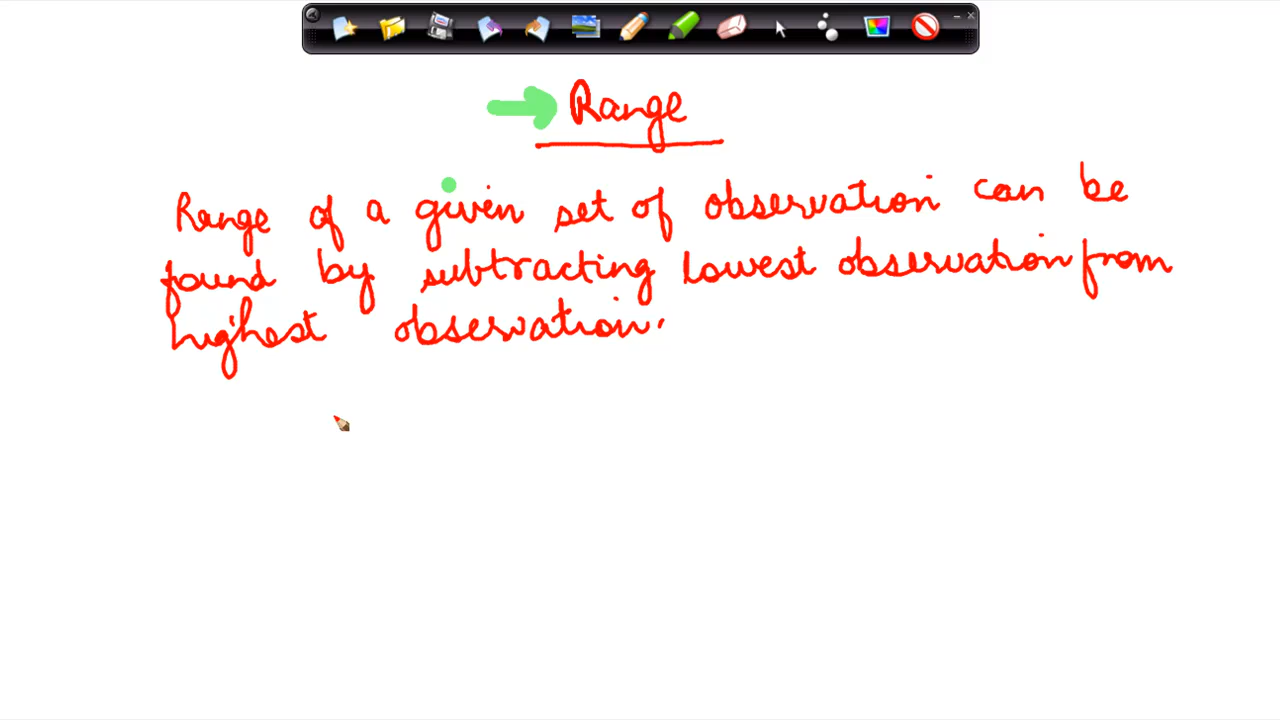 Range
Range of a given set of observation can be
found by subtracting lowest observation from
highest observation.